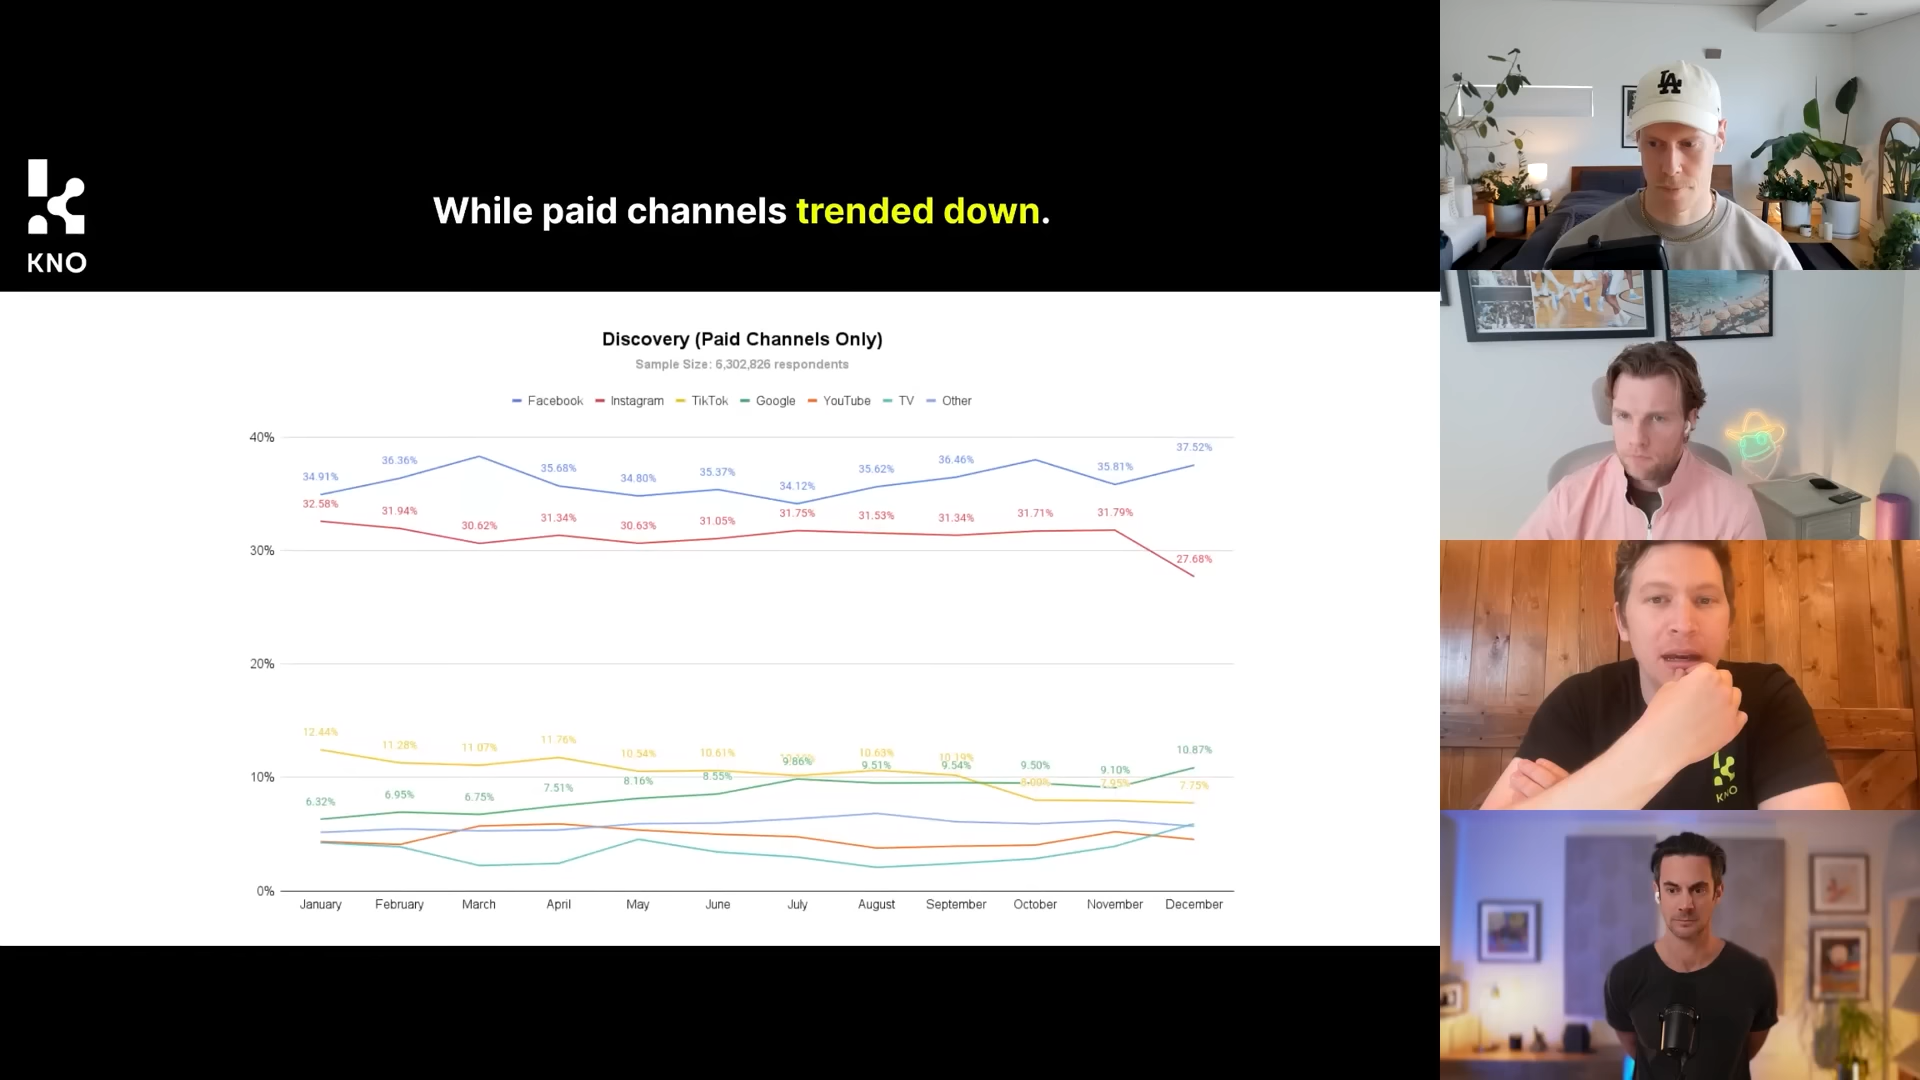 While paid channels trended down.
KNO
Discovery (Paid Channels Only)
Sample Size: 6,302,826 respondents
Facebook Instagram TikTok Google YouTube TV Other
40%
30%
20%
10%
0%
34.91% 36.36% 35.68% 34.80% 35.37% 34.12% 35.62% 36.46% 35.81% 37.52%
32.58% 31.94% 30.62% 31.34% 30.63% 31.05% 31.75% 31.53% 31.34% 31.71% 31.79% 27.68%
12.44% 11.28% 11.07% 11.76% 10.54% 10.61% 10.63% 10.19% 7.95% 7.75%
6.32% 6.95% 6.75% 7.51% 8.16% 8.55% 9.86% 9.51% 9.54% 9.50% 9.10% 10.87%
January February March April May June July August September October November December
LA
KNO